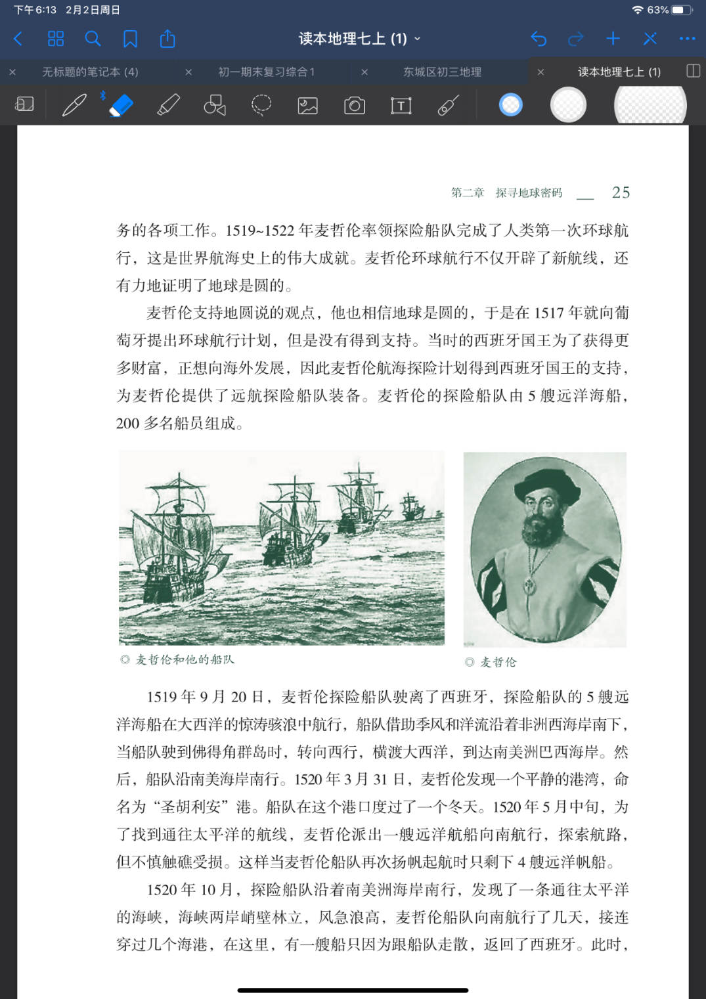 下午6:13 2月2日周日
63%
读本地理七上 (1)
无标题的笔记本 (4)
初一期末复习综合1
东城区初三地理
读本地理七上 (1)
第二章 探寻地球密码 25
务的各项工作。1519~1522 年麦哲伦率领探险船队完成了人类第一次环球航
行，这是世界航海史上的伟大成就。麦哲伦环球航行不仅开辟了新航线，还
有力地证明了地球是圆的。
麦哲伦支持地圆说的观点，他也相信地球是圆的，于是在 1517 年就向葡
萄牙提出环球航行计划，但是没有得到支持。当时的西班牙国王为了获得更
多财富，正想向海外发展，因此麦哲伦航海探险计划得到西班牙国王的支持，
为麦哲伦提供了远航探险船队装备。麦哲伦的探险船队由 5 艘远洋海船，
200 多名船员组成。
◎ 麦哲伦和他的船队
◎ 麦哲伦
1519 年 9 月 20 日，麦哲伦探险船队驶离了西班牙，探险船队的 5 艘远
洋海船在大西洋的惊涛骇浪中航行，船队借助季风和洋流沿着非洲西海岸南下，
当船队驶到佛得角群岛时，转向西行，横渡大西洋，到达南美洲巴西海岸。然
后，船队沿南美海岸南行。1520 年 3 月 31 日，麦哲伦发现一个平静的港湾，命
名为“圣胡利安”港。船队在这个港口度过了一个冬天。1520 年 5 月中旬，为
了找到通往太平洋的航线，麦哲伦派出一艘远洋航船向南航行，探索航路，
但不慎触礁受损。这样当麦哲伦船队再次扬帆起航时只剩下 4 艘远洋帆船。
1520 年 10 月，探险船队沿着南美洲海岸南行，发现了一条通往太平洋
的海峡，海峡两岸峭壁林立，风急浪高，麦哲伦船队向南航行了几天，接连
穿过几个海港，在这里，有一艘船只因为跟船队走散，返回了西班牙。此时，